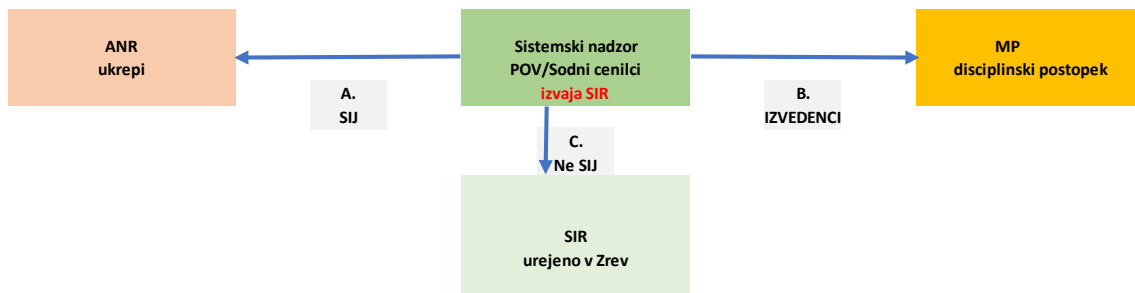 ANR
ukrepi
Sistemski nadzor
POV/Sodni cenilci
izvaja SIR
MP
disciplinski postopek
A.
SIJ
B.
IZVEDENCI
C.
Ne SIJ
SIR
urejeno v Zrev